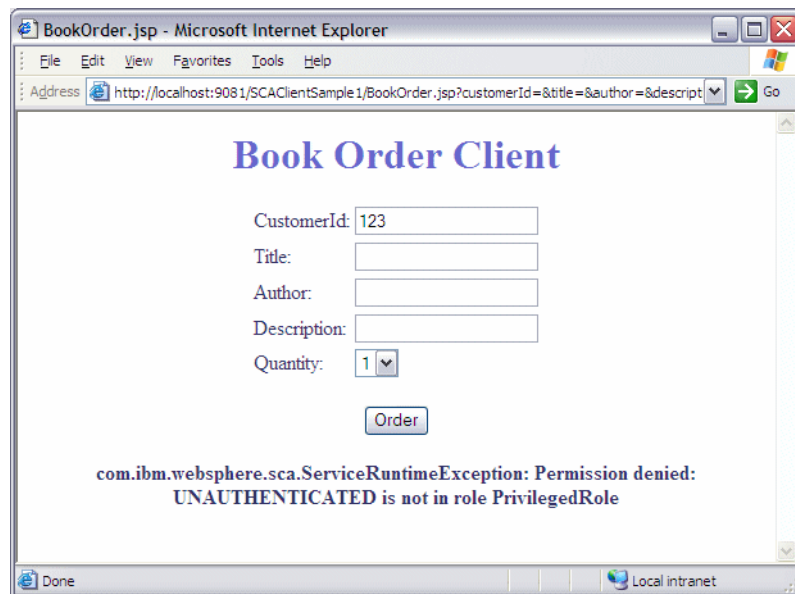 BookOrder.jsp - Microsoft Internet Explorer
File Edit View Favorites Tools Help
Address http://localhost:9081/SCAClientSample1/BookOrder.jsp?customerId=&title=&author=&descript Go
Book Order Client
CustomerId: 123
Title:
Author:
Description:
Quantity: 1
Order
com.ibm.websphere.sca.ServiceRuntimeException: Permission denied:
UNAUTHENTICATED is not in role PrivilegedRole
Done Local intranet